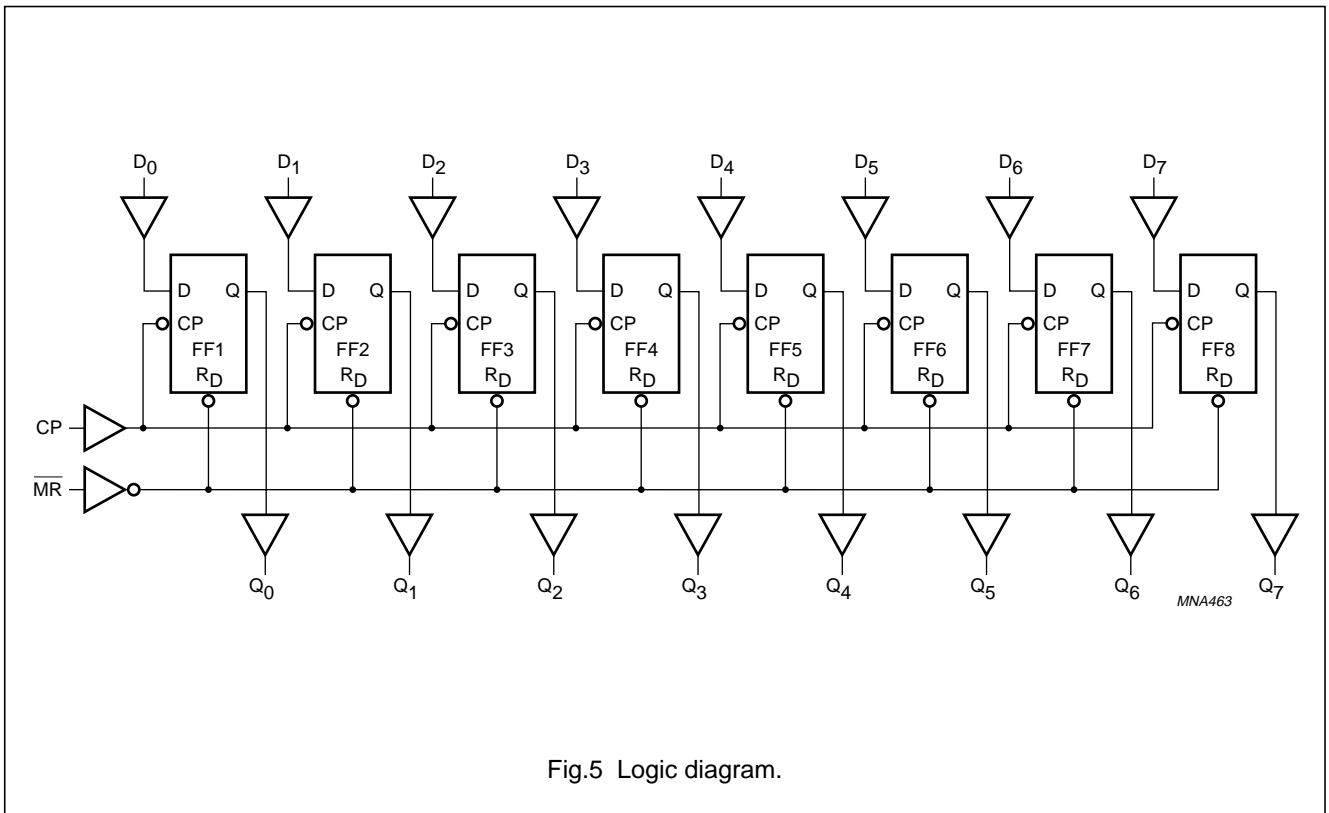 D0 D1 D2 D3 D4 D5 D6 D7
D Q D Q D Q D Q D Q D Q D Q D Q
CP CP CP CP CP CP CP CP
FF1 FF2 FF3 FF4 FF5 FF6 FF7 FF8
RD RD RD RD RD RD RD RD
CP
M̅R̅
Q0 Q1 Q2 Q3 Q4 Q5 Q6 Q7
MNA463
Fig.5 Logic diagram.